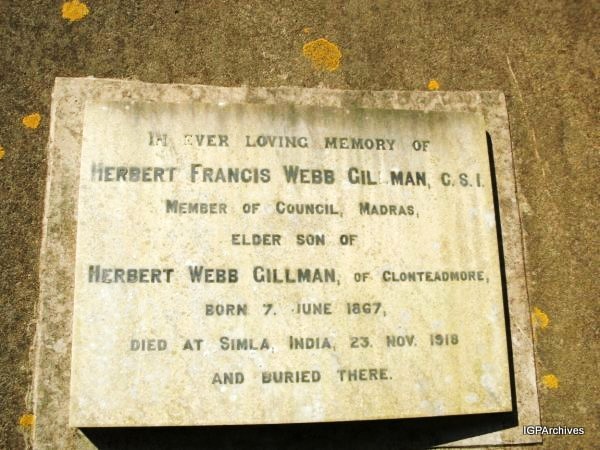 IN EVER LOVING MEMORY OF
HERBERT FRANCIS WEBB GILLMAN, C.S.I.
MEMBER OF COUNCIL, MADRAS,
ELDER SON OF
HERBERT WEBB GILLMAN, OF CLONTEADMORE,
BORN 7. JUNE 1867,
DIED AT SIMLA, INDIA, 23. NOV. 1918
AND BURIED THERE.
IGPArchives